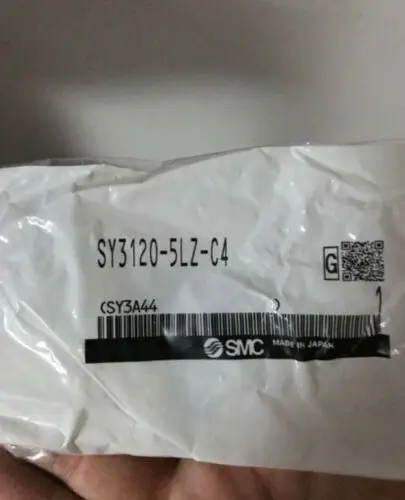 SY3120-5LZ-C4
G
(SY3A44
1
SMC MADE IN JAPAN